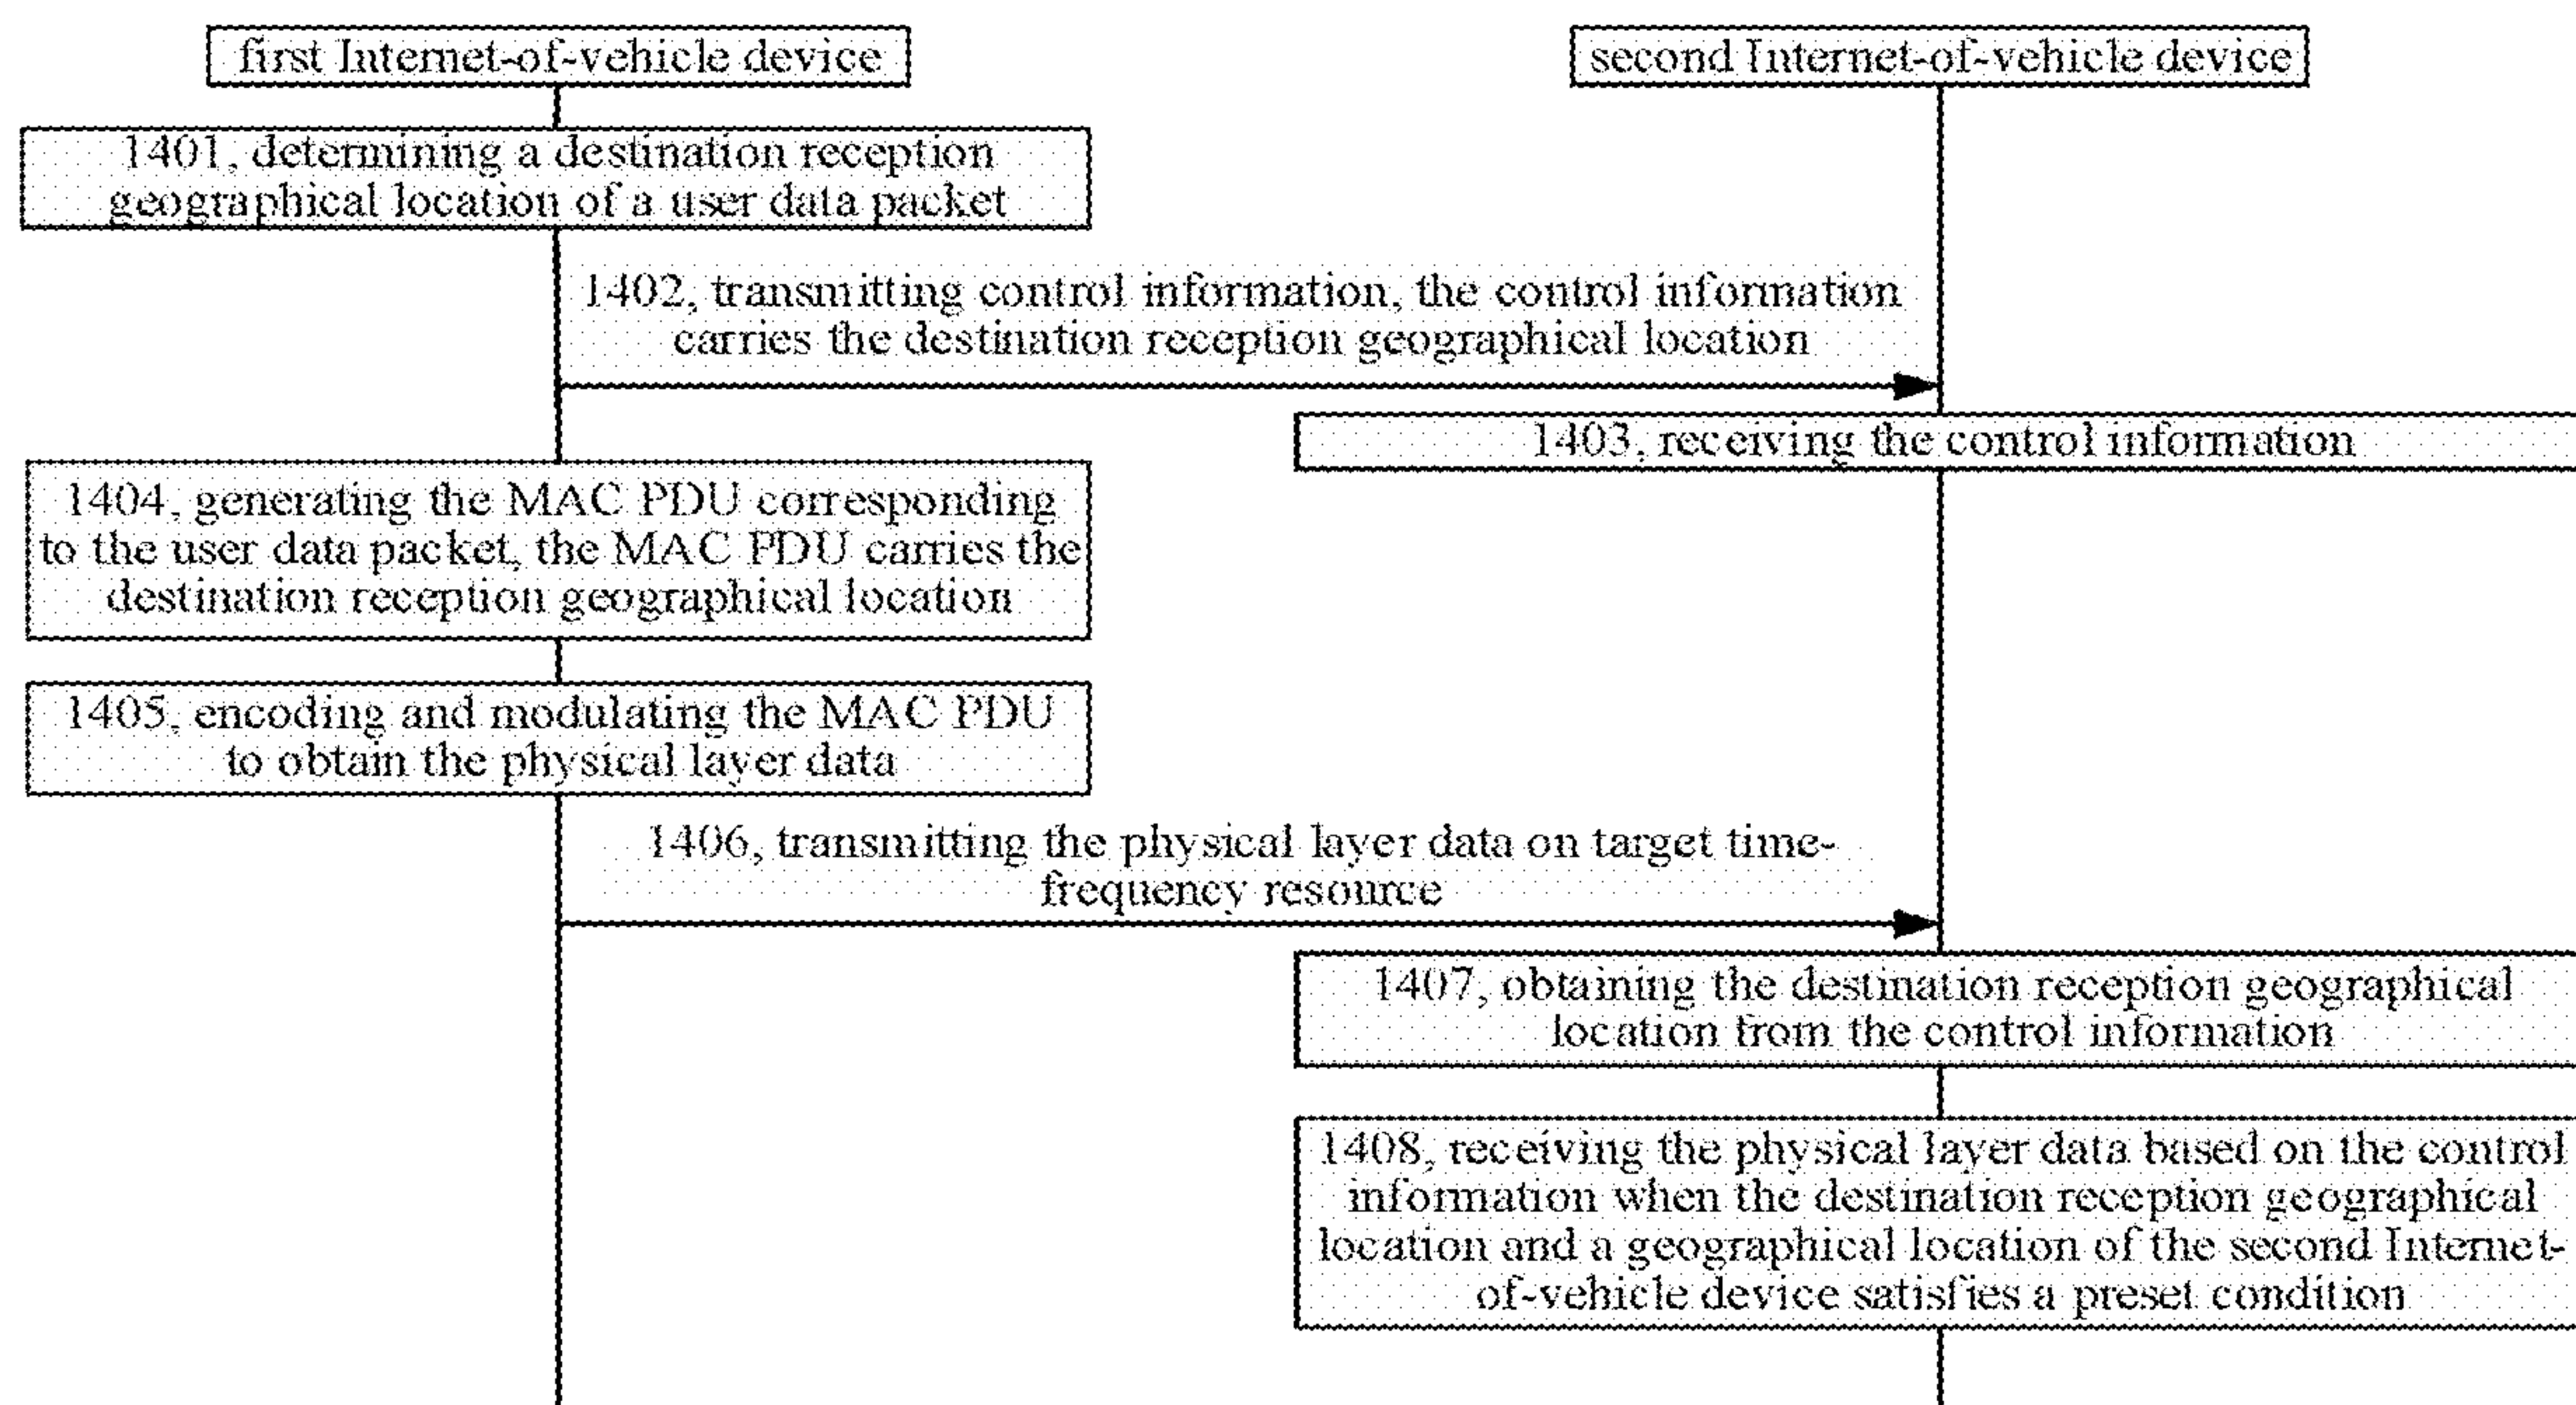 first Internet-of-vehicle device
second Internet-of-vehicle device
1401, determining a destination reception
geographical location of a user data packet
1402, transmitting control information, the control information
carries the destination reception geographical location
1403, receiving the control information
1404, generating the MAC PDU corresponding
to the user data packet, the MAC PDU carries the
destination reception geographical location
1405, encoding and modulating the MAC PDU
to obtain the physical layer data
1406, transmitting the physical layer data on target time-
frequency resource
1407, obtaining the destination reception geographical
location from the control information
1408, receiving the physical layer data based on the control
information when the destination reception geographical
location and a geographical location of the second Internet-
of-vehicle device satisfies a preset condition